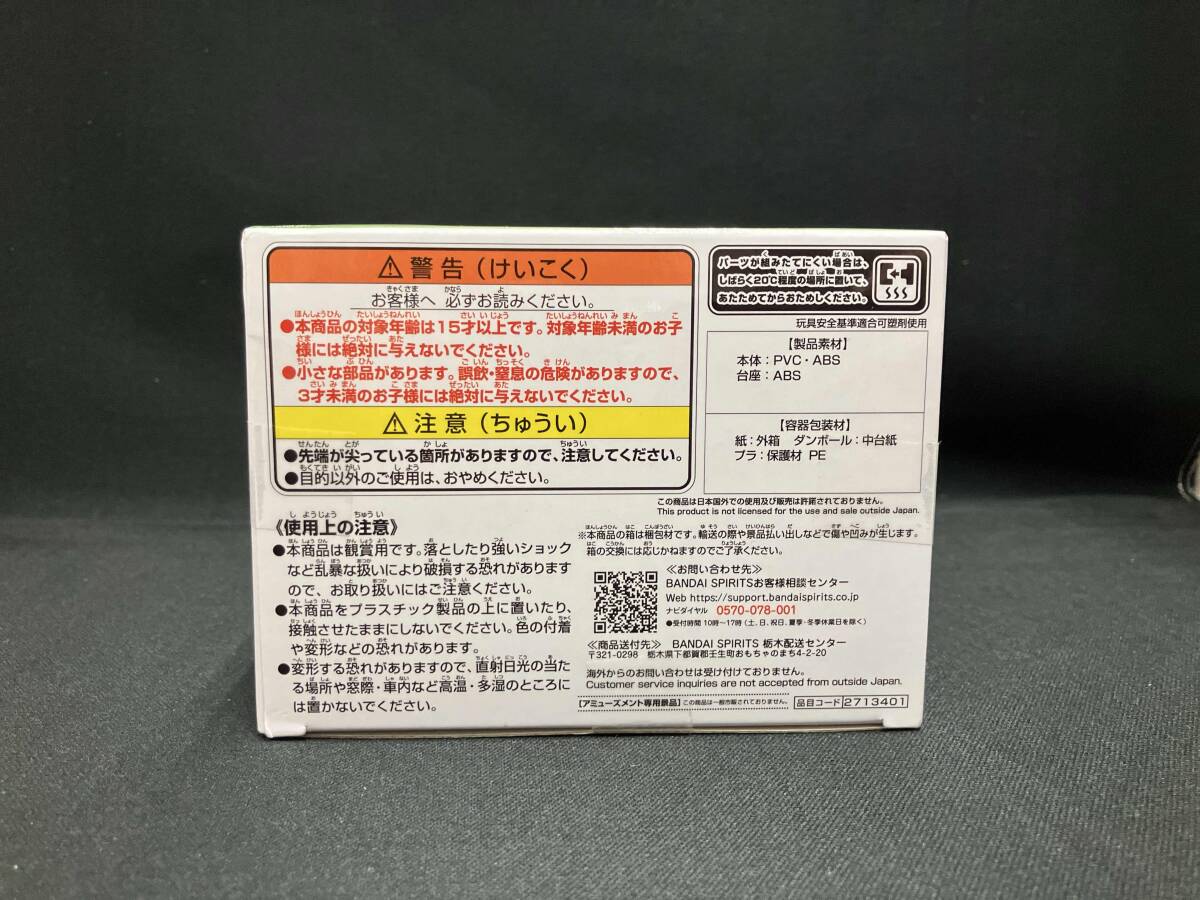 ⚠警告（けいこく）
お客様へ 必ずお読みください。
●本商品の対象年齢は15才以上です。対象年齢未満のお子
様には絶対に与えないでください。
●小さな部品があります。誤飲・窒息の危険がありますので、
3才未満のお子様には絶対に与えないでください。
⚠注意（ちゅうい）
●先端が尖っている箇所がありますので、注意してください。
●目的以外のご使用は、おやめください。
パーツが組みたてにくい場合は、
しばらく20℃程度の場所に置いて、
あたためてからおためしください。
玩具安全基準適合可塑剤使用
【製品素材】
本体：PVC・ABS
台座：ABS
【容器包装材】
紙：外箱　ダンボール：中台紙
プラ：保護材 PE
この商品は日本国外での使用及び販売は許諾されておりません。
This product is not licensed for the use and sale outside Japan.
《使用上の注意》
●本商品は観賞用です。落としたり強いショック
など乱暴な扱いにより破損する恐れがあります
ので、お取り扱いにはご注意ください。
●本商品をプラスチック製品の上に置いたり、
接触させたままにしないでください。色の付着
や変形などの恐れがあります。
●変形する恐れがありますので、直射日光の当た
る場所や窓際・車内など高温・多湿のところに
は置かないでください。
※本商品の箱は梱包材です。輸送の際や景品払い出しなどで傷や凹みが生じます。
箱の交換には応じかねますのでご了承ください。
≪お問い合わせ先≫
BANDAI SPIRITSお客様相談センター
Web https://support.bandaispirits.co.jp
ナビダイヤル 0570-078-001
●受付時間 10時～17時（土、日、祝日、夏季・冬季休業日を除く）
≪商品送付先≫ BANDAI SPIRITS 栃木配送センター
〒321-0298 栃木県下都賀郡壬生町おもちゃのまち4-2-20
海外からのお問い合わせは受け付けておりません。
Customer service inquiries are not accepted from outside Japan.
［アミューズメント専用景品］この商品は一般市販されておりません。 品目コード 2713401